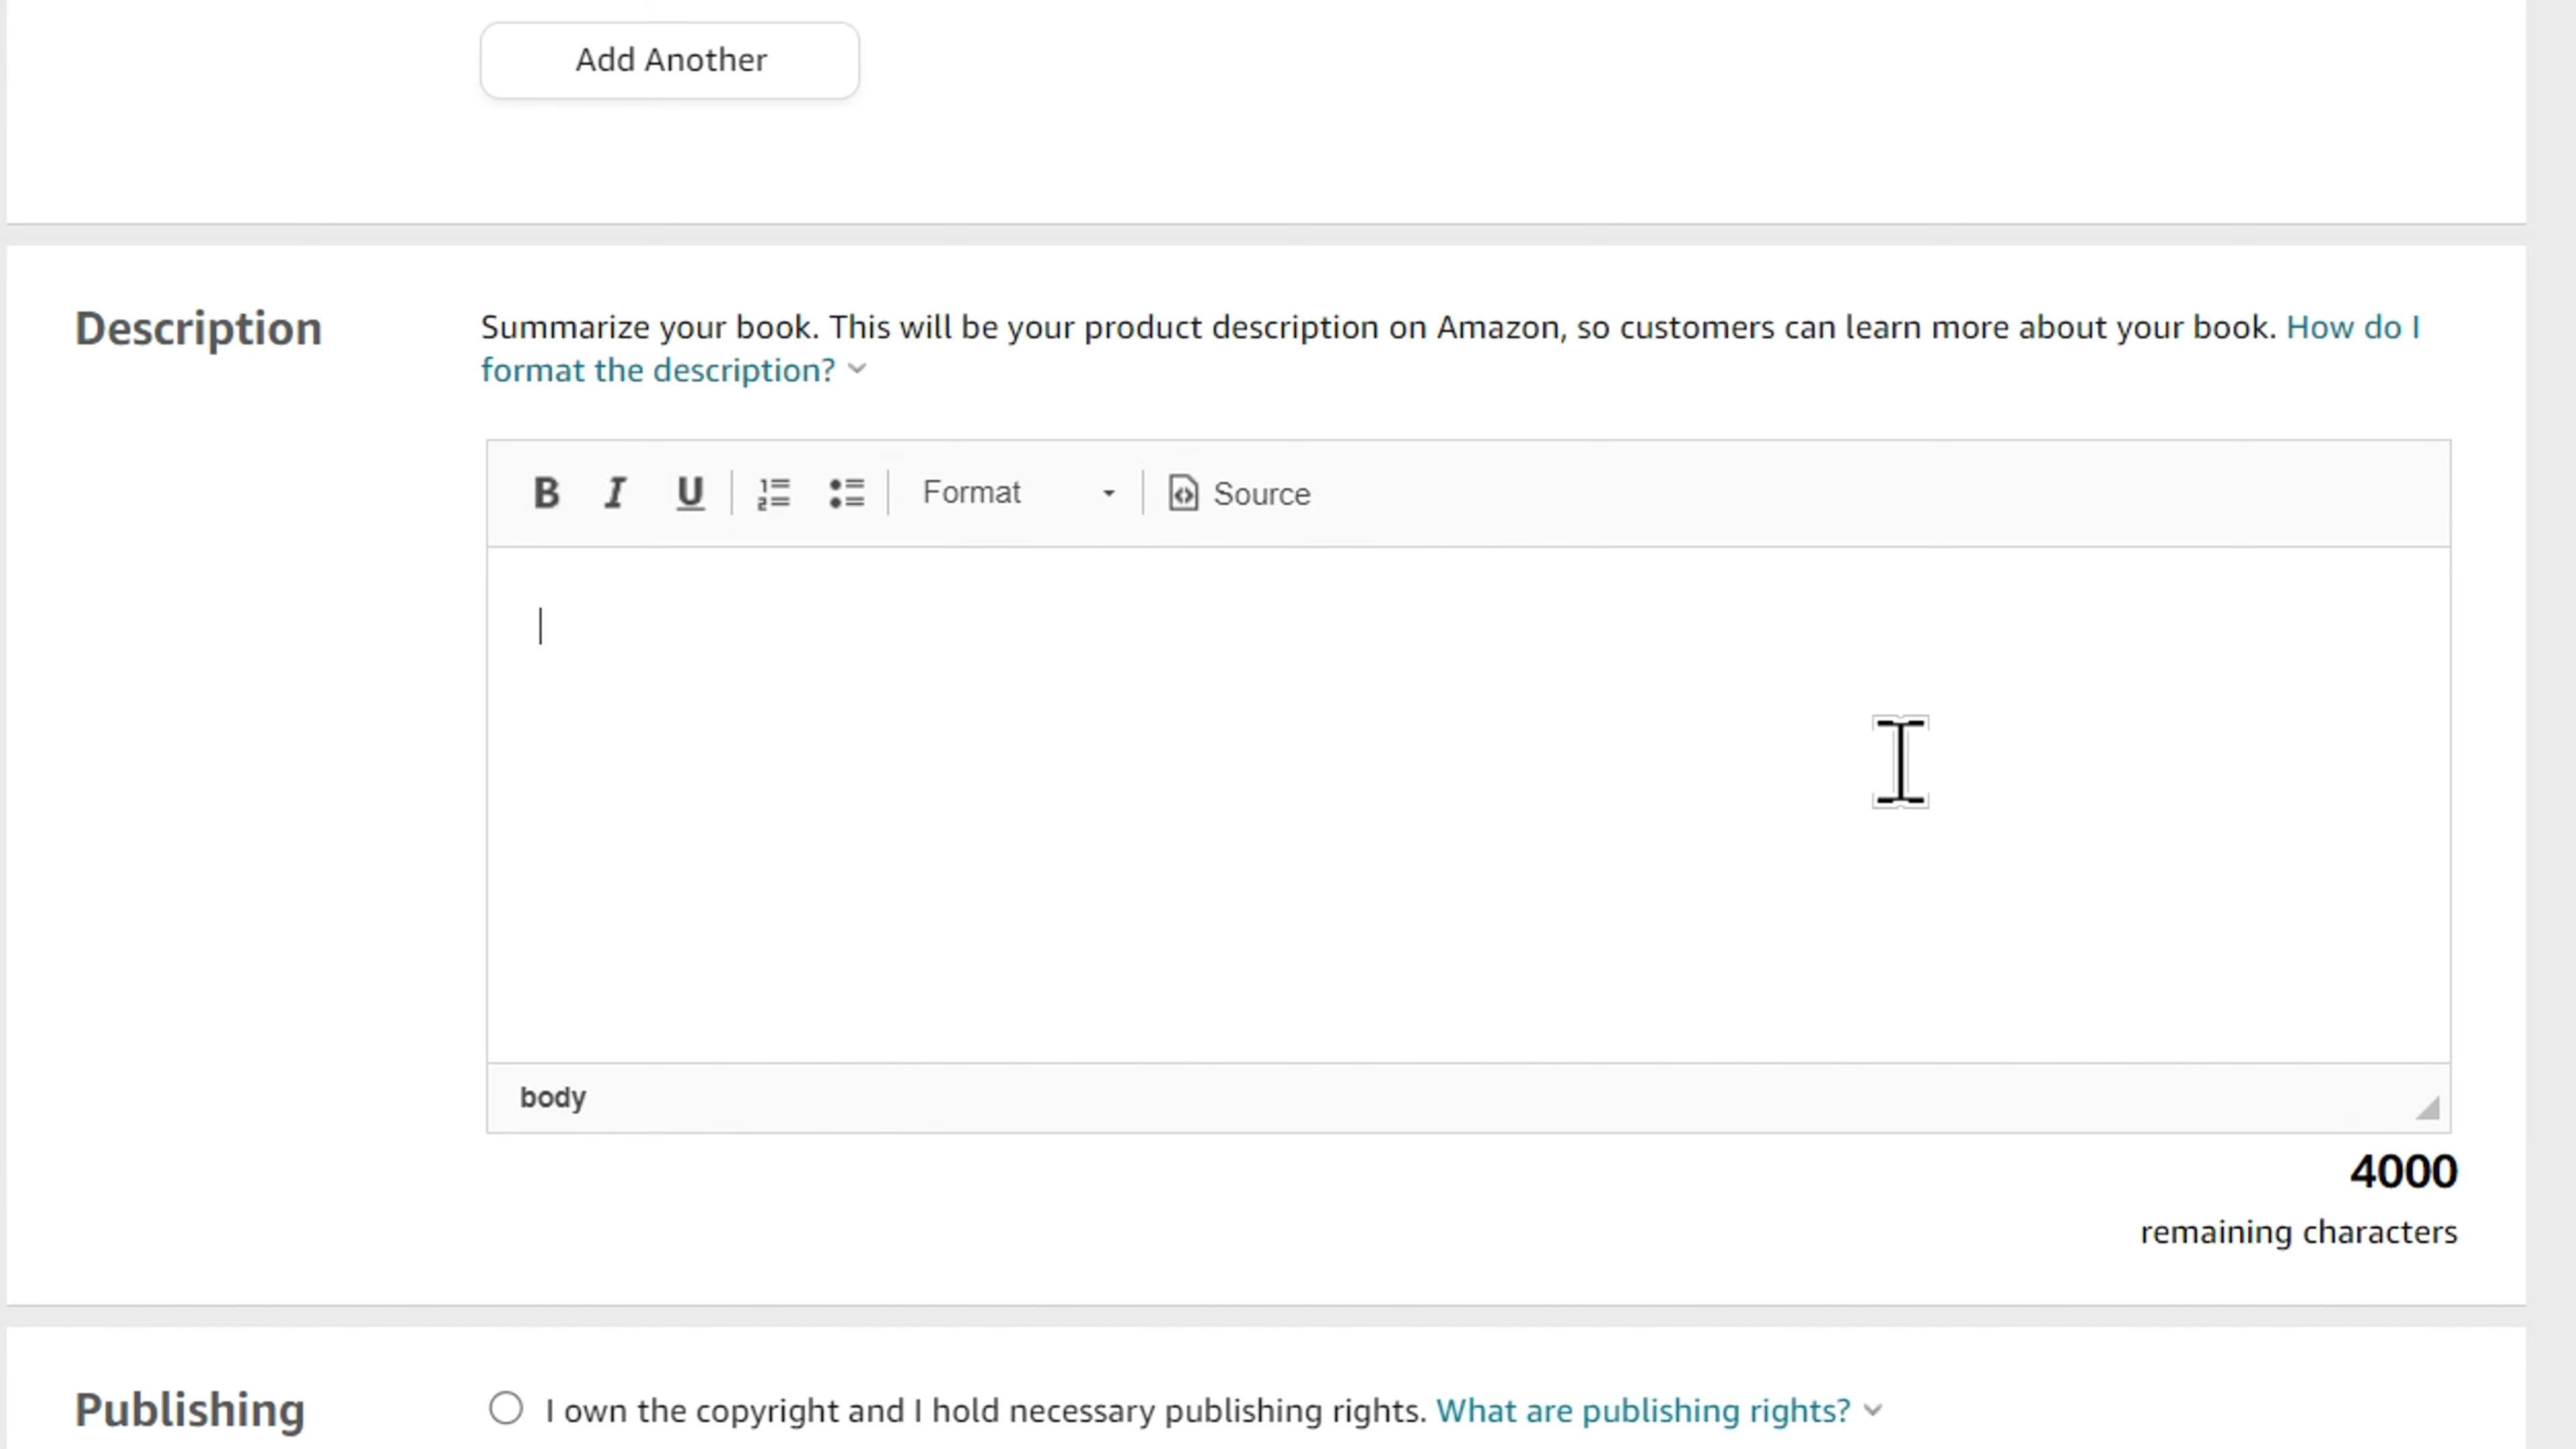 Add Another
Description
Summarize your book. This will be your product description on Amazon, so customers can learn more about your book. How do I
format the description?
B I U Format Source
body
4000
remaining characters
Publishing
I own the copyright and I hold necessary publishing rights. What are publishing rights?